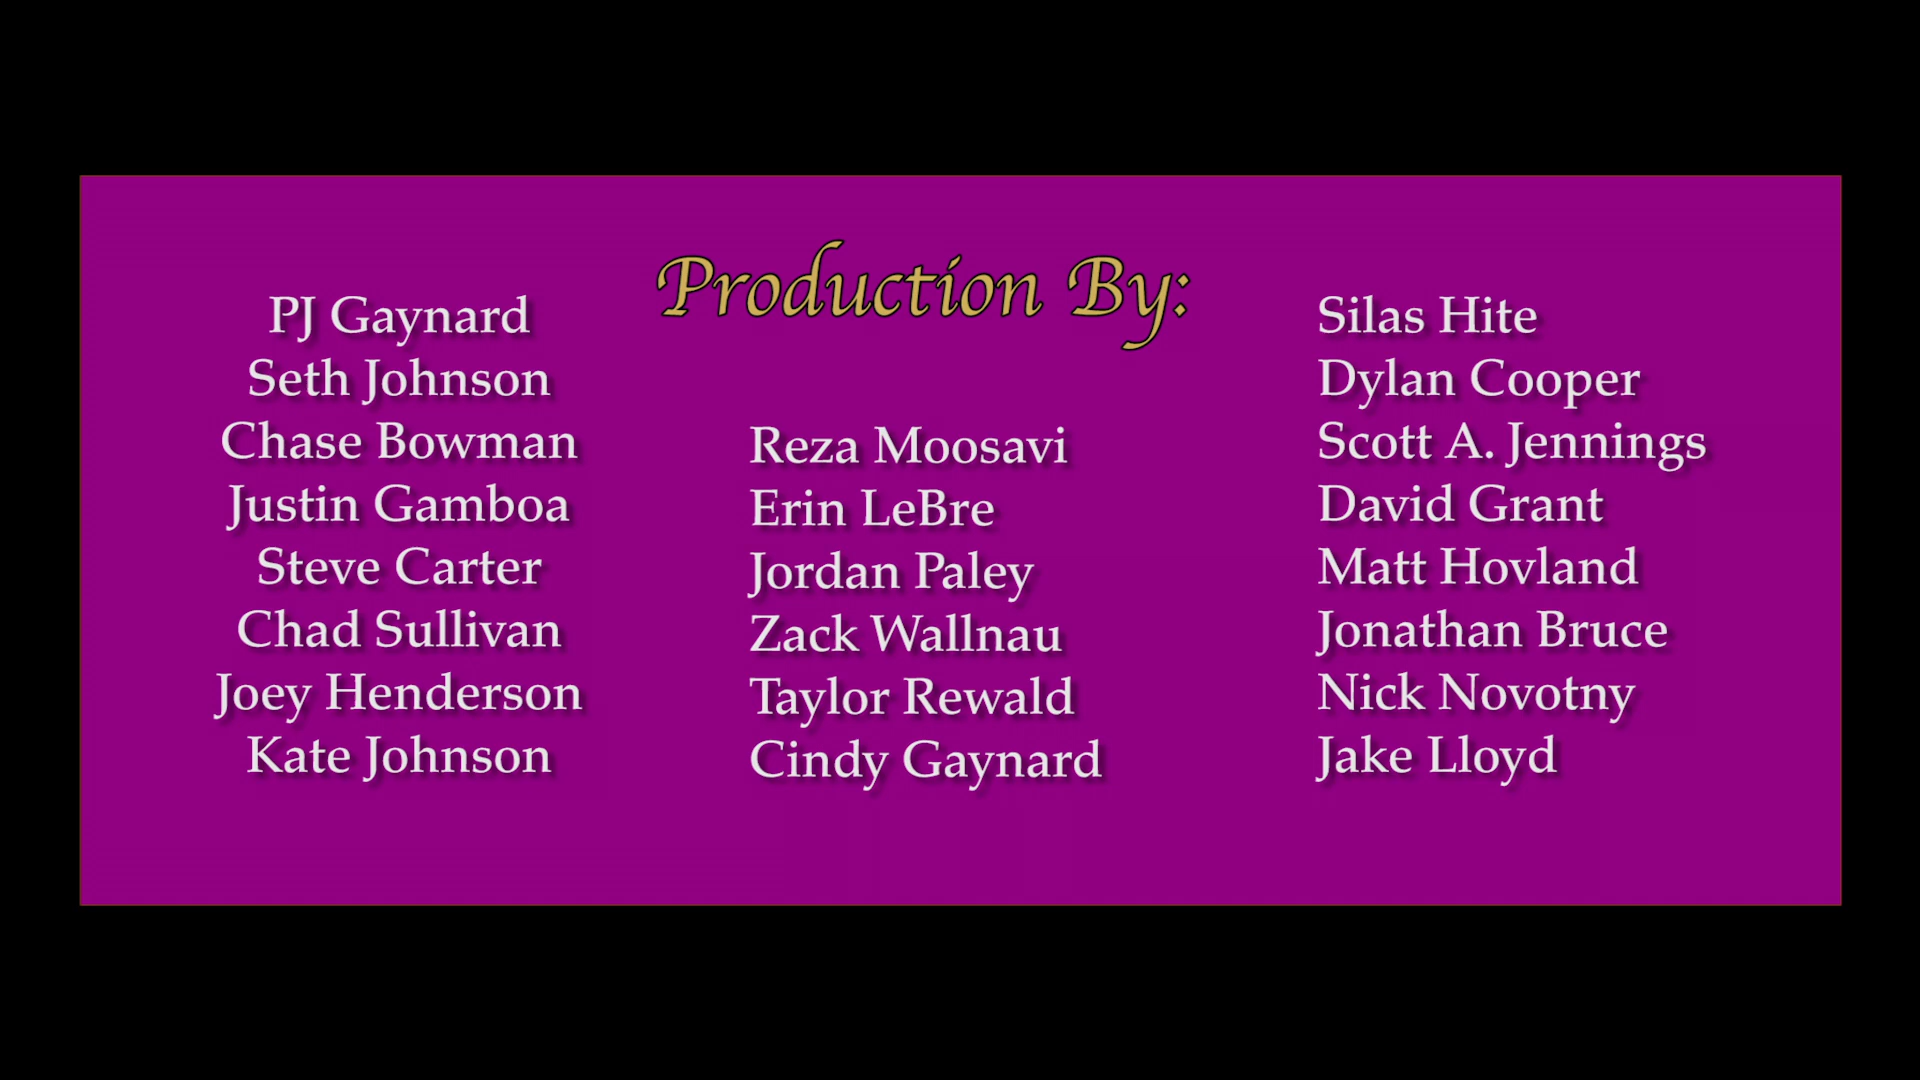 Production By:
PJ Gaynard
Seth Johnson
Chase Bowman
Justin Gamboa
Steve Carter
Chad Sullivan
Joey Henderson
Kate Johnson
Reza Moosavi
Erin LeBre
Jordan Paley
Zack Wallnau
Taylor Rewald
Cindy Gaynard
Silas Hite
Dylan Cooper
Scott A. Jennings
David Grant
Matt Hovland
Jonathan Bruce
Nick Novotny
Jake Lloyd